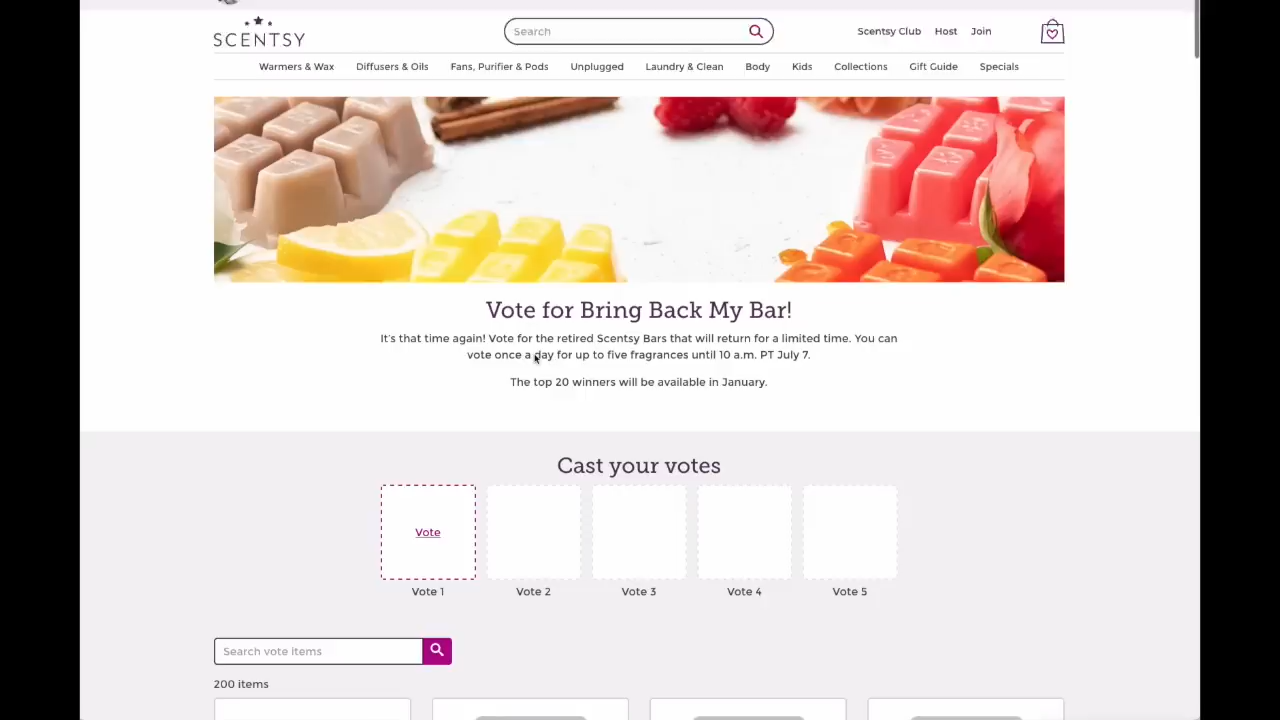 SCENTSY
Search
Scentsy Club Host Join
Warmers & Wax Diffusers & Oils Fans, Purifier & Pods Unplugged Laundry & Clean Body Kids Collections Gift Guide Specials
Vote for Bring Back My Bar!
It's that time again! Vote for the retired Scentsy Bars that will return for a limited time. You can
vote once a day for up to five fragrances until 10 a.m. PT July 7.
The top 20 winners will be available in January.
Cast your votes
Vote
Vote 1 Vote 2 Vote 3 Vote 4 Vote 5
Search vote items
200 items